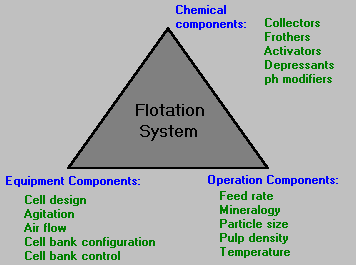 Chemical
components:
Collectors
Frothers
Activators
Depressants
ph modifiers
Flotation
System
Equipment Components:
Cell design
Agitation
Air flow
Cell bank configuration
Cell bank control
Operation Components:
Feed rate
Mineralogy
Particle size
Pulp density
Temperature